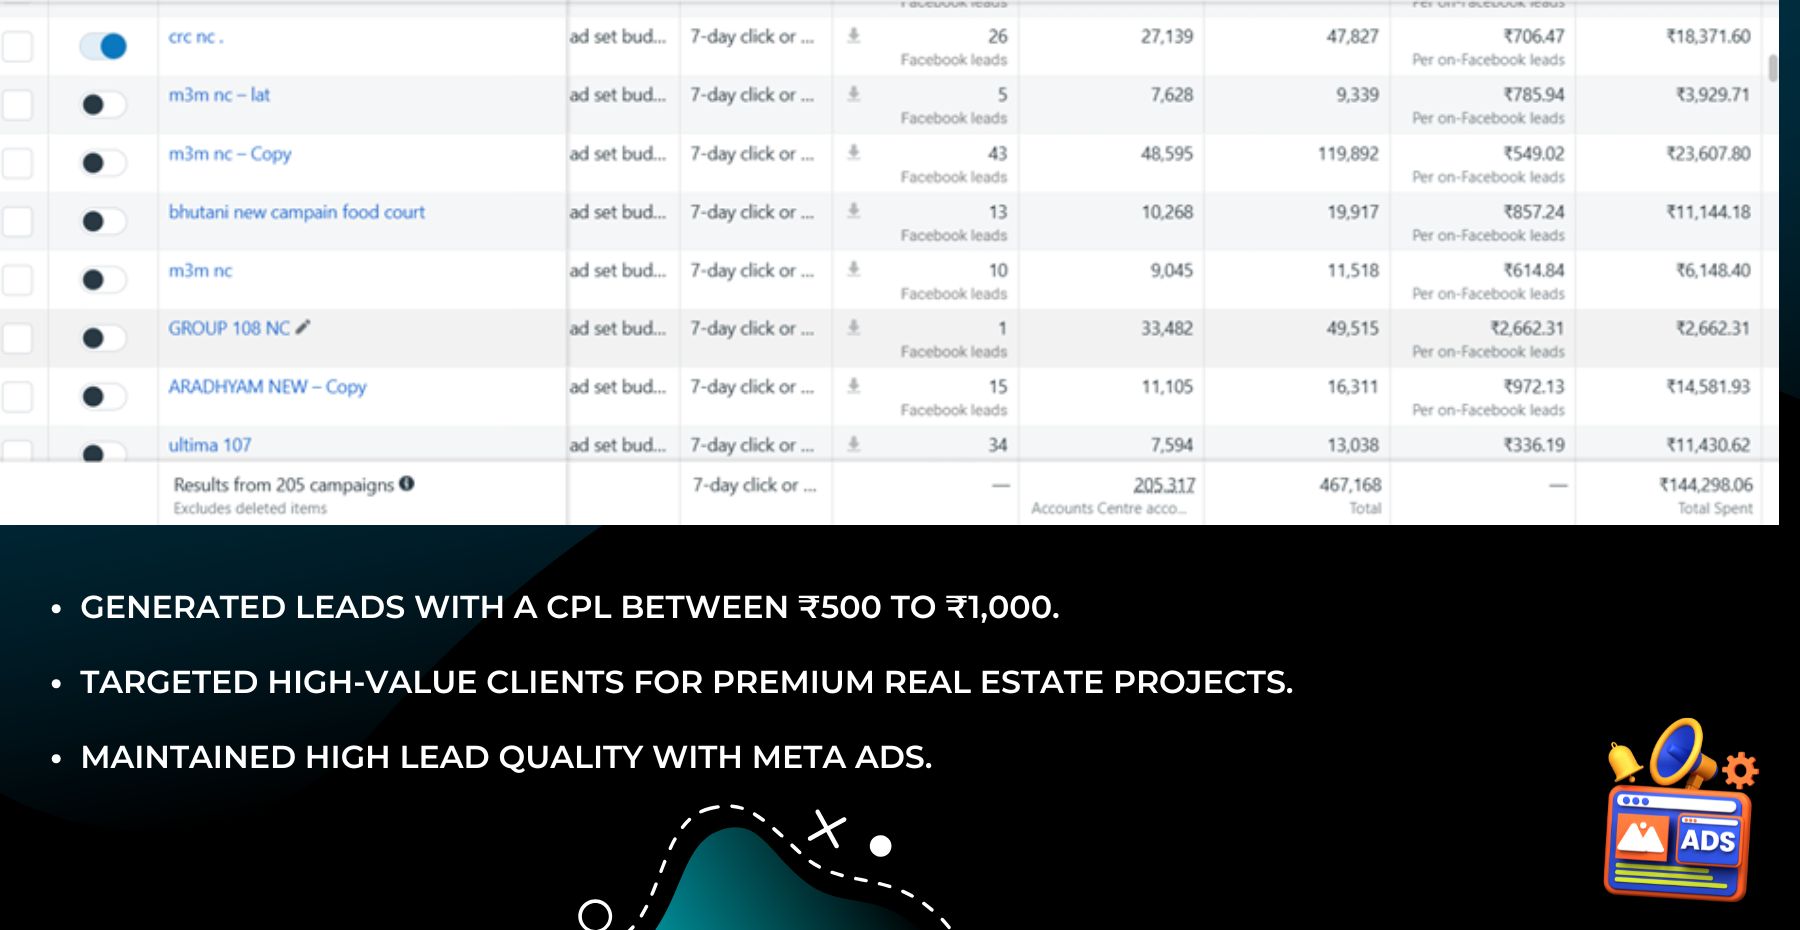 Facebook leads Per on-Facebook leads
crc nc . ad set bud... 7-day click or ... 26 27,139 47,827 ₹706.47 ₹18,371.60
Facebook leads Per on-Facebook leads
m3m nc – lat ad set bud... 7-day click or ... 5 7,628 9,339 ₹785.94 ₹3,929.71
Facebook leads Per on-Facebook leads
m3m nc – Copy ad set bud... 7-day click or ... 43 48,595 119,892 ₹549.02 ₹23,607.80
Facebook leads Per on-Facebook leads
bhutani new campain food court ad set bud... 7-day click or ... 13 10,268 19,917 ₹857.24 ₹11,144.18
Facebook leads Per on-Facebook leads
m3m nc ad set bud... 7-day click or ... 10 9,045 11,518 ₹614.84 ₹6,148.40
Facebook leads Per on-Facebook leads
GROUP 108 NC ad set bud... 7-day click or ... 1 33,482 49,515 ₹2,662.31 ₹2,662.31
Facebook leads Per on-Facebook leads
ARADHYAM NEW – Copy ad set bud... 7-day click or ... 15 11,105 16,311 ₹972.13 ₹14,581.93
Facebook leads Per on-Facebook leads
ultima 107 ad set bud... 7-day click or ... 34 7,594 13,038 ₹336.19 ₹11,430.62
Results from 205 campaigns 7-day click or ... — 205,317 467,168 — ₹144,298.06
Excludes deleted items Accounts Centre acco... Total Total Spent
• GENERATED LEADS WITH A CPL BETWEEN ₹500 TO ₹1,000.
• TARGETED HIGH-VALUE CLIENTS FOR PREMIUM REAL ESTATE PROJECTS.
• MAINTAINED HIGH LEAD QUALITY WITH META ADS.
ADS